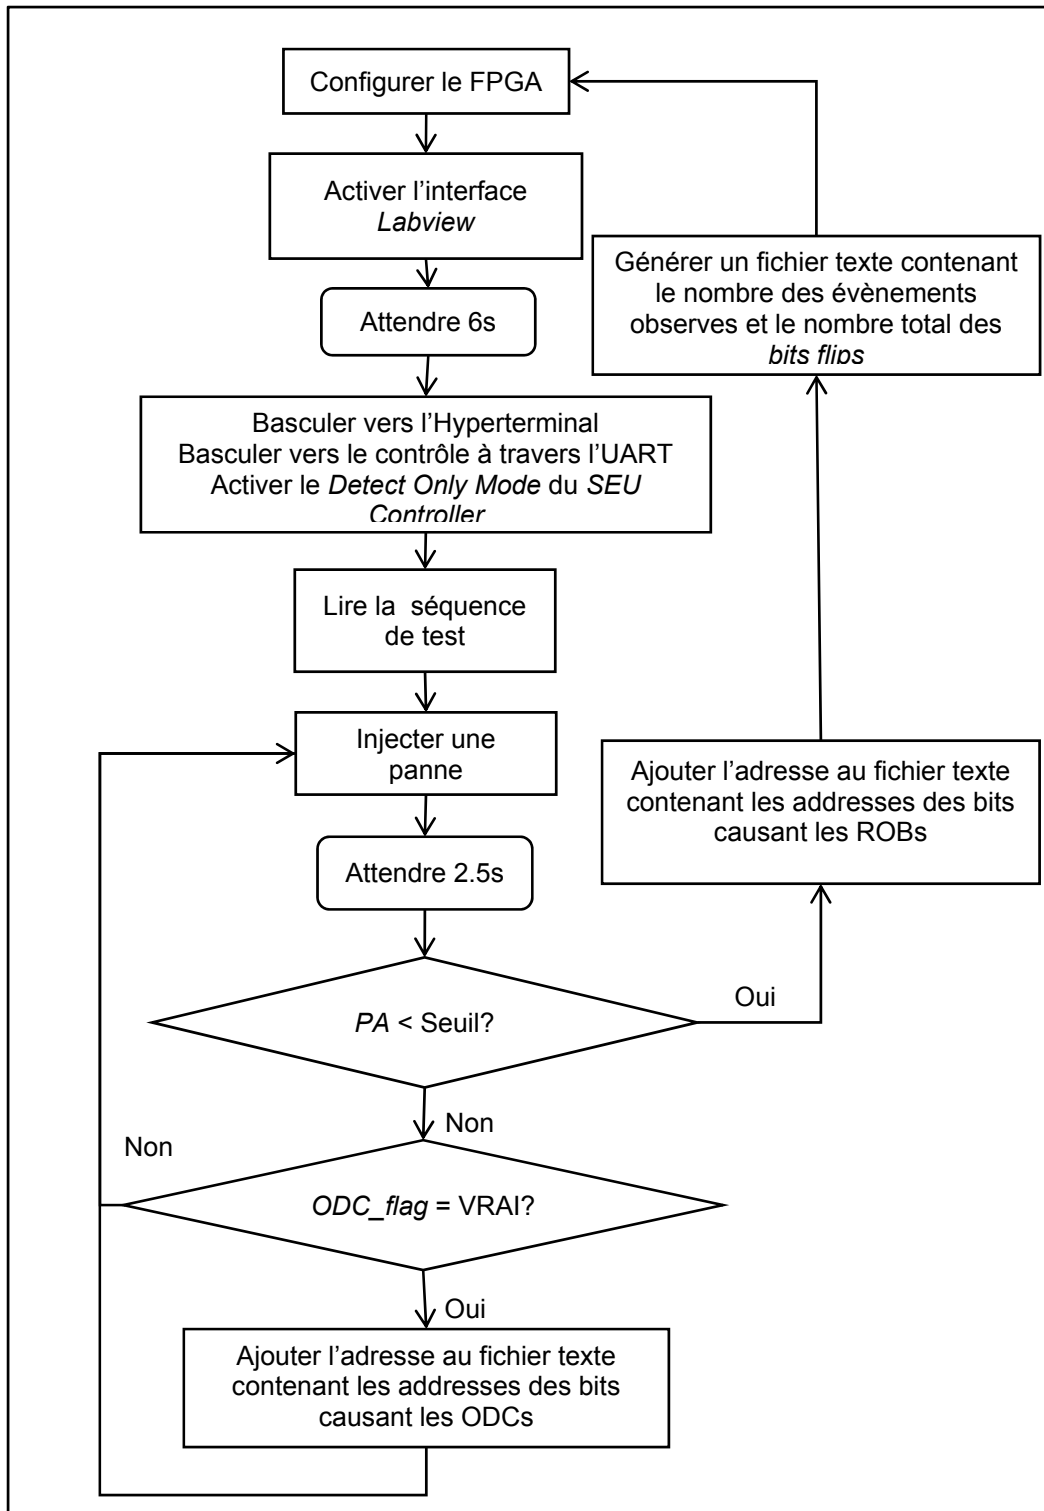 Configurer le FPGA
Activer l’interface
Labview
Attendre 6s
Basculer vers l’Hyperterminal
Basculer vers le contrôle à travers l’UART
Activer le Detect Only Mode du SEU
Controller
Lire la séquence
de test
Injecter une
panne
Attendre 2.5s
PA < Seuil?
Oui
Non
Non
ODC_flag = VRAI?
Oui
Ajouter l’adresse au fichier texte
contenant les addresses des bits
causant les ODCs
Ajouter l’adresse au fichier texte
contenant les addresses des bits
causant les ROBs
Générer un fichier texte contenant
le nombre des évènements
observes et le nombre total des
bits flips